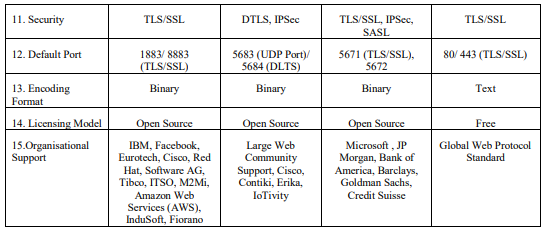 11. Security
TLS/SSL
DTLS, IPSec
TLS/SSL, IPSec,
SASL
TLS/SSL
12. Default Port
1883/ 8883
(TLS/SSL)
5683 (UDP Port)/
5684 (DLTS)
5671 (TLS/SSL),
5672
80/ 443 (TLS/SSL)
13. Encoding
Format
Binary
Binary
Binary
Text
14. Licensing Model
Open Source
Open Source
Open Source
Free
15.Organisational
Support
IBM, Facebook,
Eurotech, Cisco, Red
Hat, Software AG,
Tibco, ITSO, M2Mi,
Amazon Web
Services (AWS),
InduSoft, Fiorano
Large Web
Community
Support, Cisco,
Contiki, Erika,
IoTivity
Microsoft , JP
Morgan, Bank of
America, Barclays,
Goldman Sachs,
Credit Suisse
Global Web Protocol
Standard